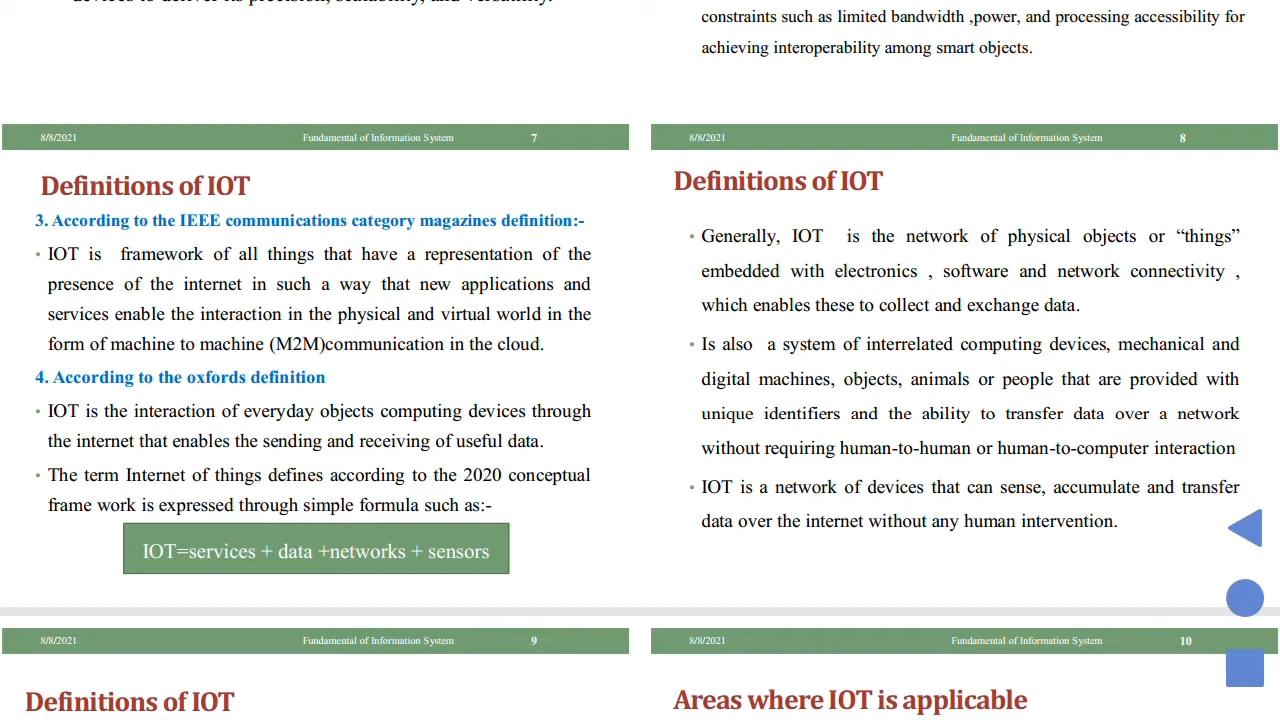 devices to deliver its precision, scalability, and versatility.
constraints such as limited bandwidth ,power, and processing accessibility for
achieving interoperability among smart objects.
8/8/2021 Fundamental of Information System 7
Definitions of IOT
3. According to the IEEE communications category magazines definition:-
• IOT is framework of all things that have a representation of the
presence of the internet in such a way that new applications and
services enable the interaction in the physical and virtual world in the
form of machine to machine (M2M)communication in the cloud.
4. According to the oxfords definition
• IOT is the interaction of everyday objects computing devices through
the internet that enables the sending and receiving of useful data.
• The term Internet of things defines according to the 2020 conceptual
frame work is expressed through simple formula such as:-
IOT=services + data +networks + sensors
8/8/2021 Fundamental of Information System 8
Definitions of IOT
• Generally, IOT is the network of physical objects or “things”
embedded with electronics , software and network connectivity ,
which enables these to collect and exchange data.
• Is also a system of interrelated computing devices, mechanical and
digital machines, objects, animals or people that are provided with
unique identifiers and the ability to transfer data over a network
without requiring human-to-human or human-to-computer interaction
• IOT is a network of devices that can sense, accumulate and transfer
data over the internet without any human intervention.
8/8/2021 Fundamental of Information System 9
Definitions of IOT
8/8/2021 Fundamental of Information System 10
Areas where IOT is applicable